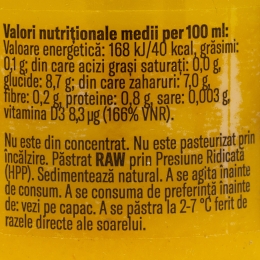 Valori nutriționale medii per 100 ml:
Valoare energetică: 168 kJ/40 kcal, grăsimi:
0,1 g; din care acizi grași saturați: 0,0 g,
glucide: 8,7 g; din care zaharuri: 7,0 g,
fibre: 0,2 g, proteine: 0,8 g, sare: 0,003 g,
vitamina D3 8,3 µg (166% VNR).
Nu este din concentrat. Nu este pasteurizat prin
încălzire. Păstrat RAW prin Presiune Ridicată
(HPP). Sedimentează natural. A se agita înainte
de consum. A se consuma de preferință înainte
de: vezi pe capac. A se păstra la 2-7 °C ferit de
razele directe ale soarelui.